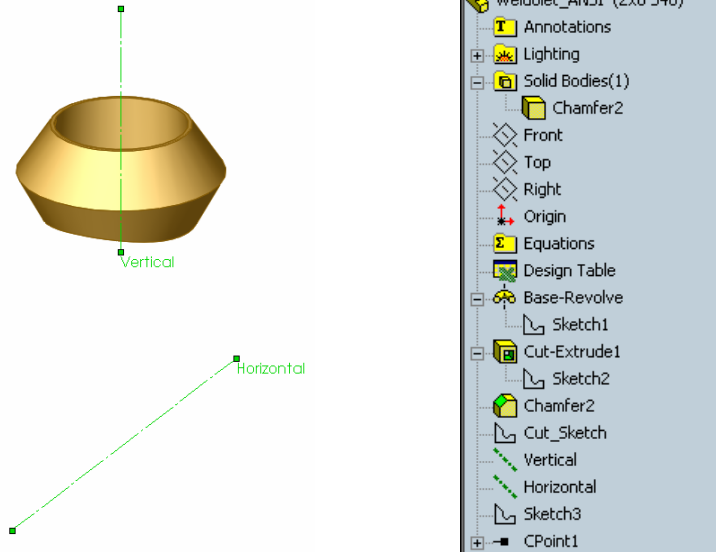 Vertical
Horizontal
Annotations
Lighting
Solid Bodies(1)
Chamfer2
Front
Top
Right
Origin
Equations
Design Table
Base-Revolve
Sketch1
Cut-Extrude1
Sketch2
Chamfer2
Cut_Sketch
Vertical
Horizontal
Sketch3
CPoint1